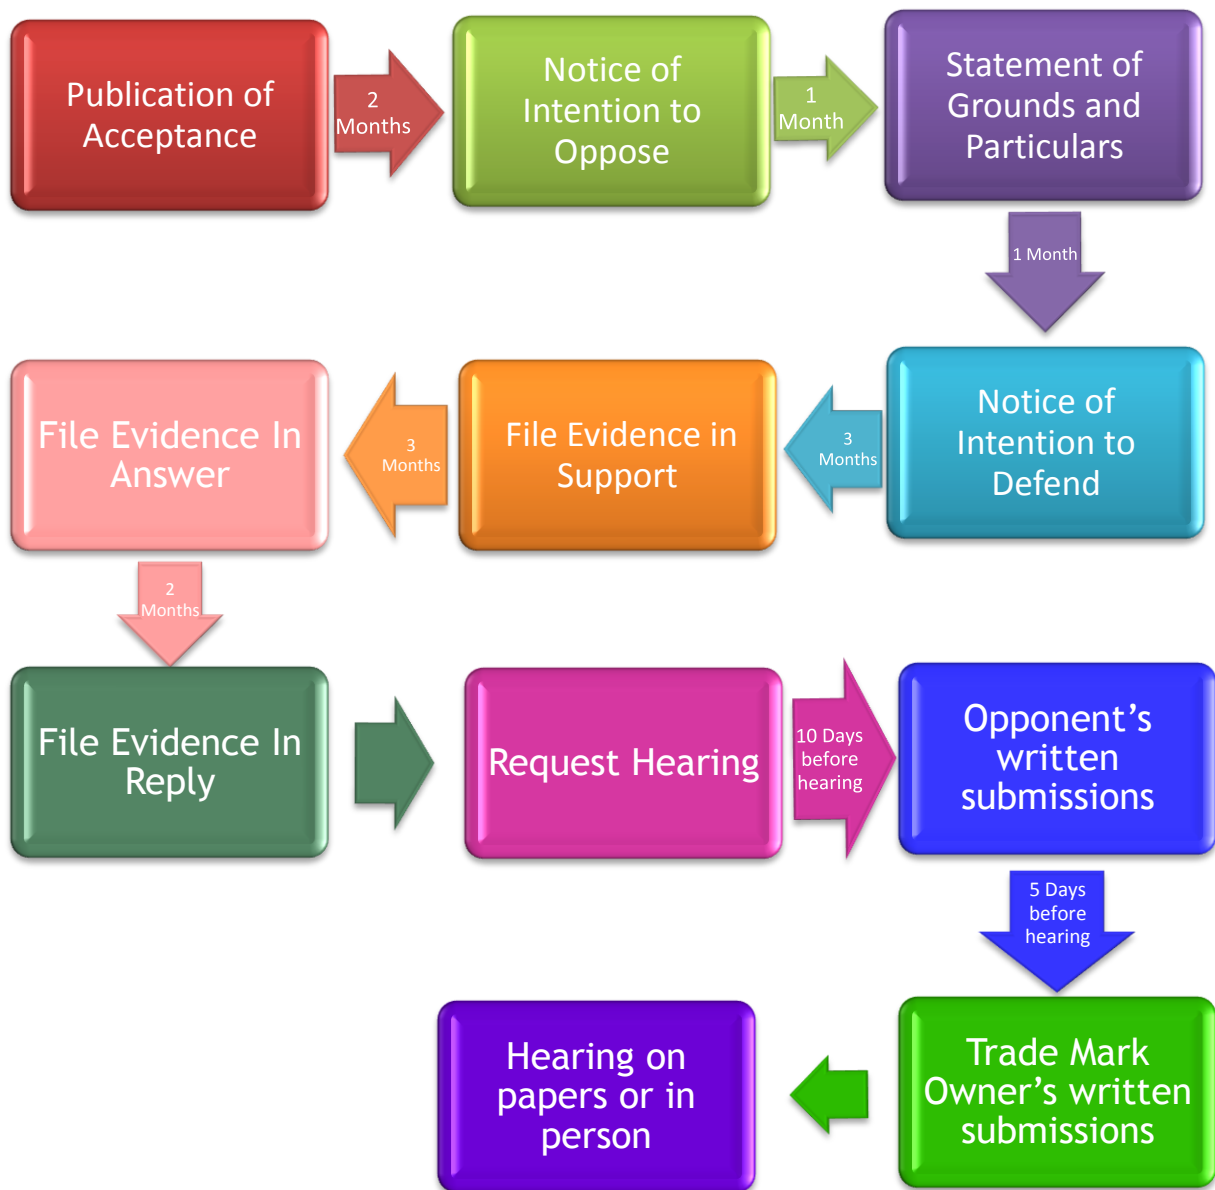 Publication of
Acceptance
2
Months
Notice of
Intention to
Oppose
1
Month
Statement of
Grounds and
Particulars
1 Month
Notice of
Intention to
Defend
3
Months
File Evidence in
Support
3
Months
File Evidence In
Answer
2
Months
File Evidence In
Reply
Request Hearing
10 Days
before
hearing
Opponent’s
written
submissions
5 Days
before
hearing
Trade Mark
Owner’s written
submissions
Hearing on
papers or in
person